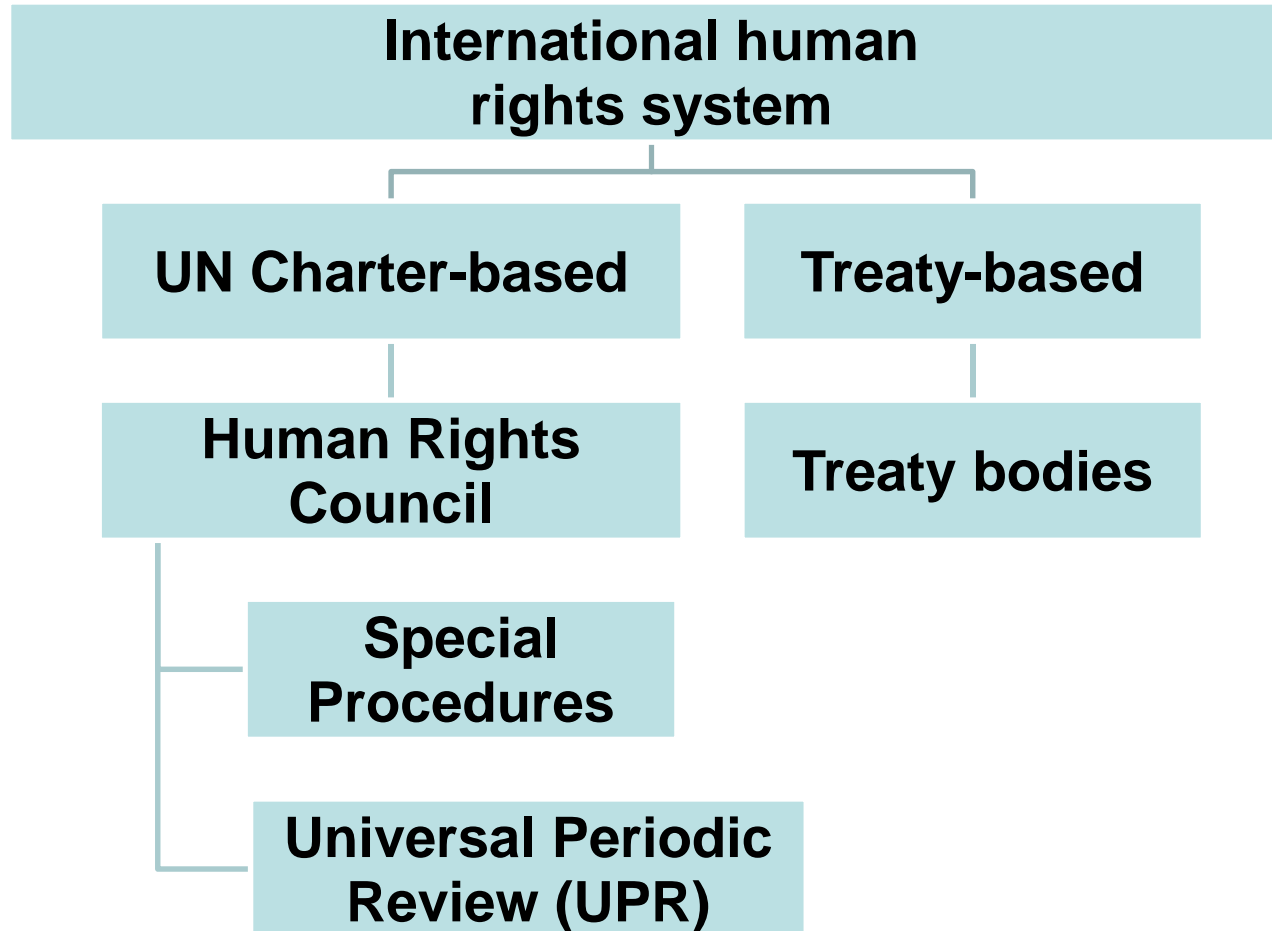 International human
rights system
UN Charter-based
Treaty-based
Human Rights
Council
Treaty bodies
Special
Procedures
Universal Periodic
Review (UPR)